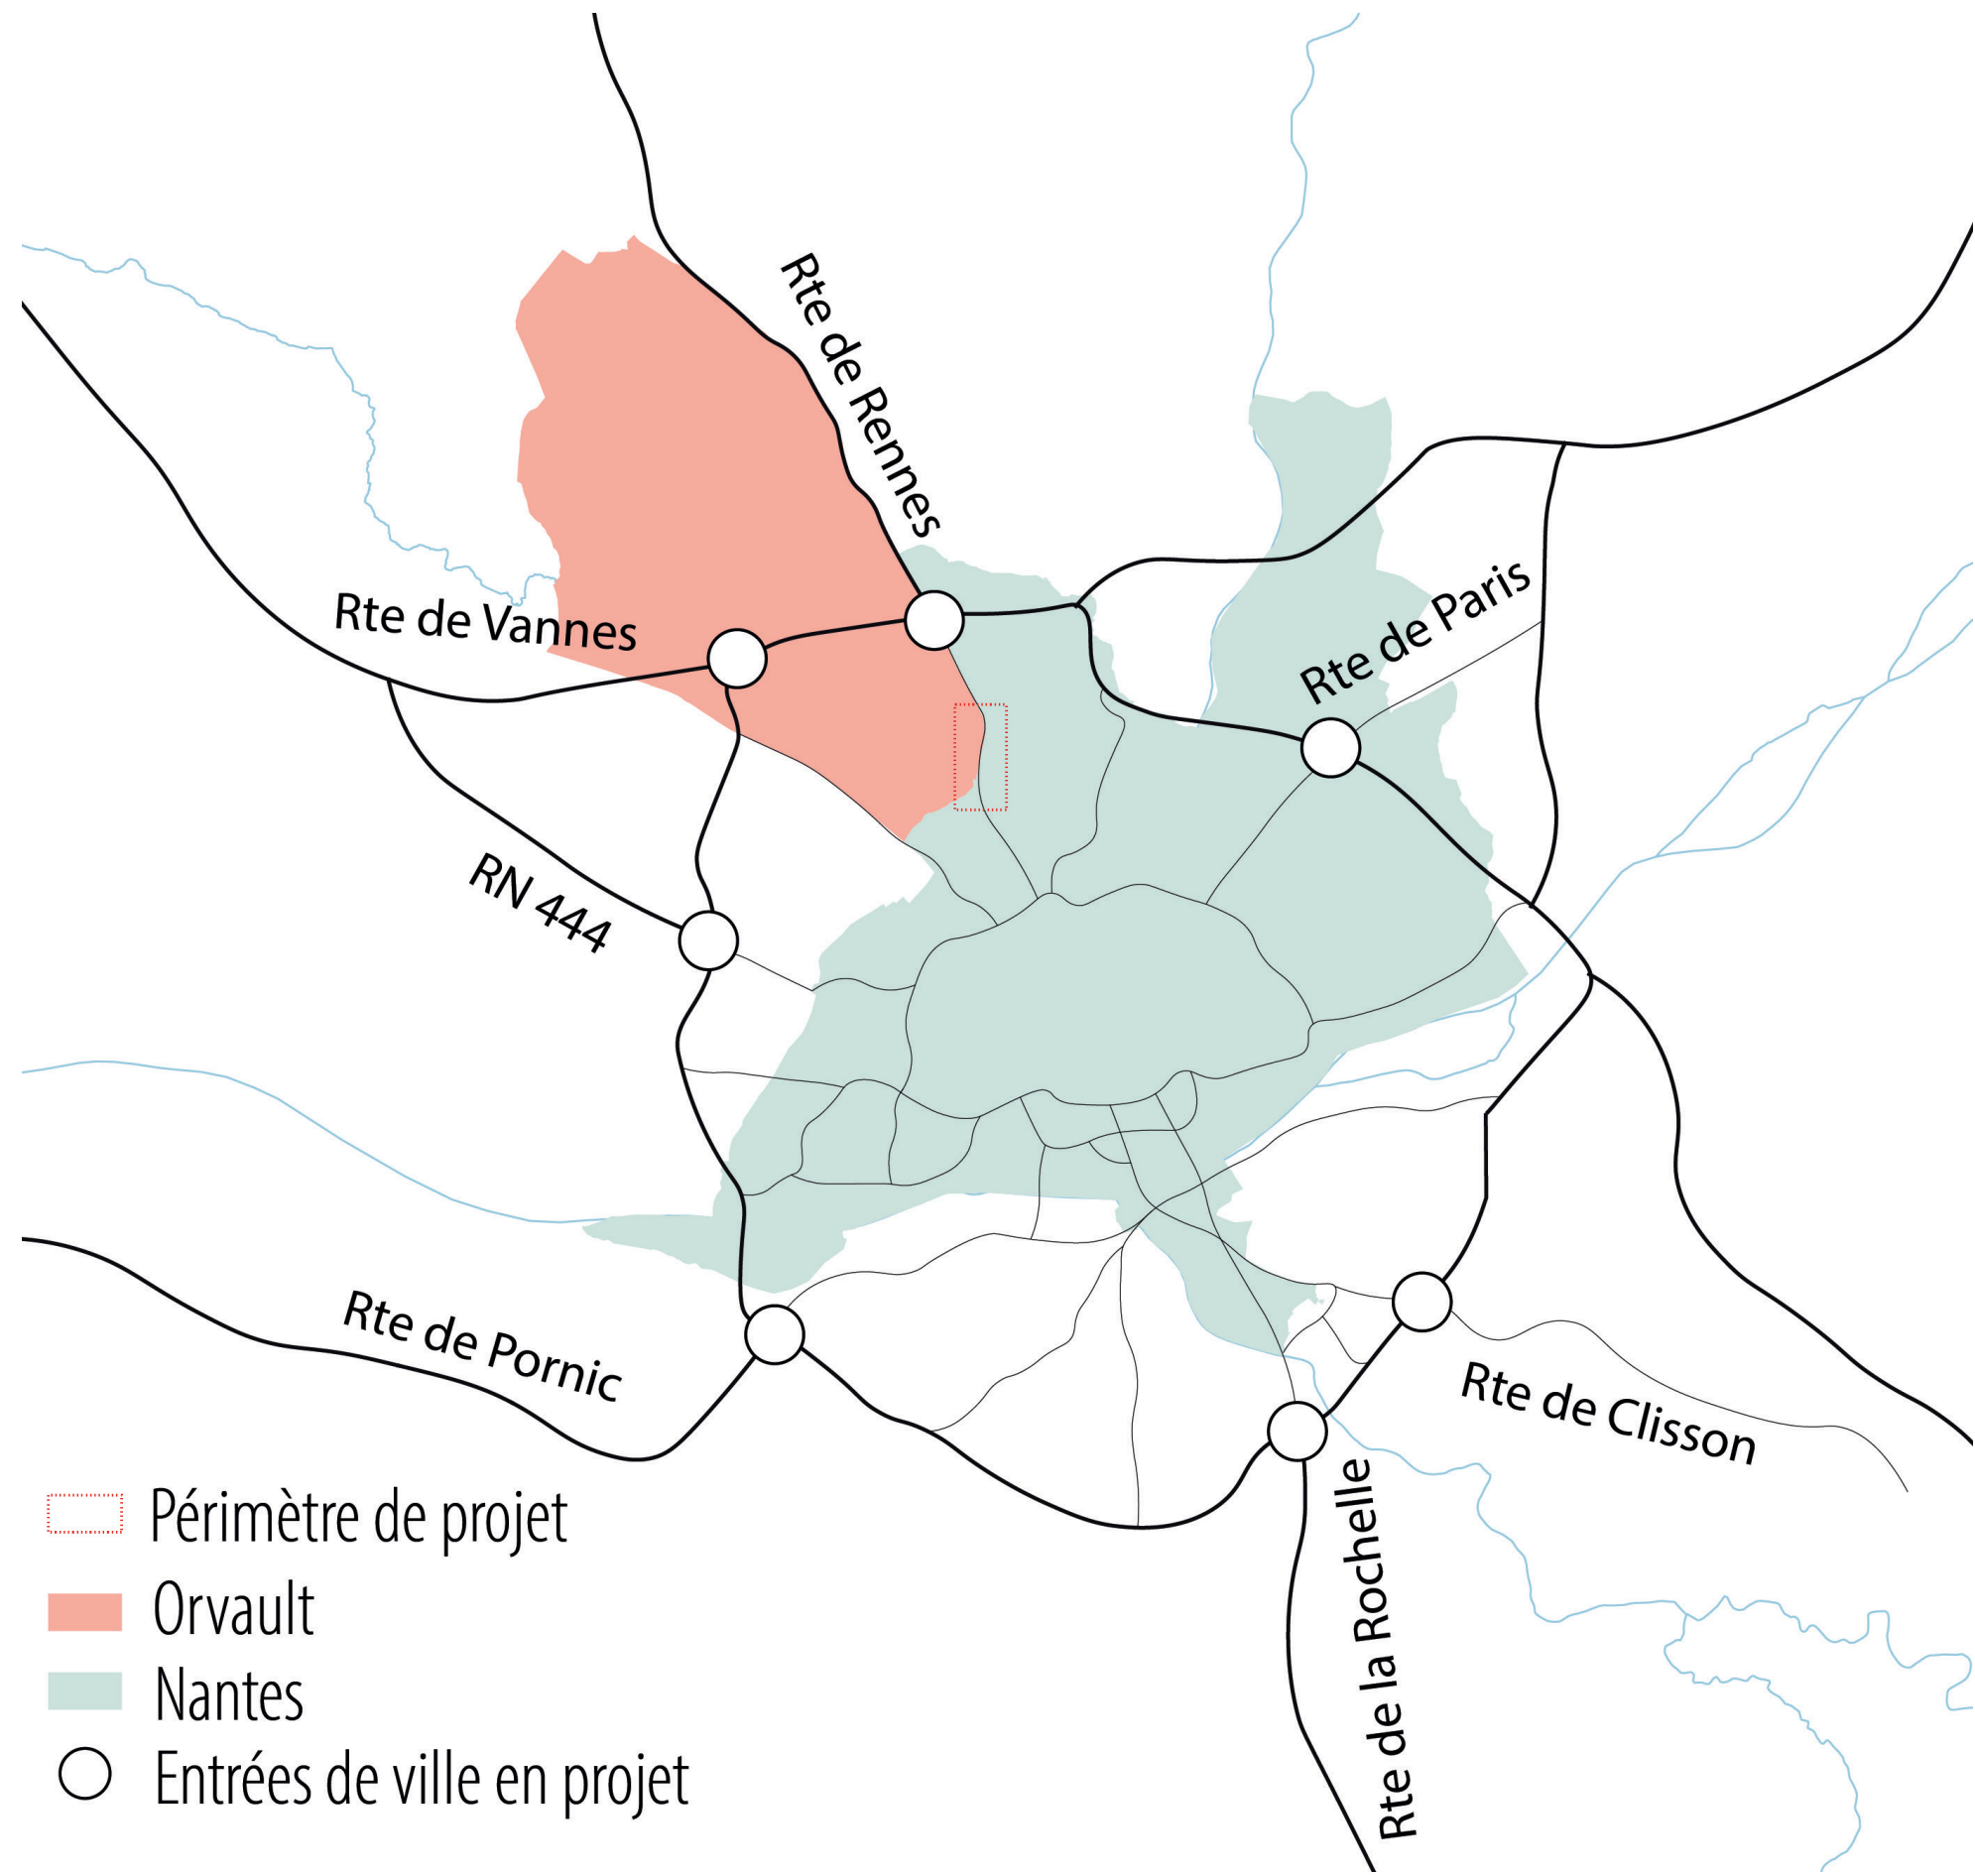 Rte de Rennes
Rte de Vannes
Rte de Paris
RN 444
Rte de Pornic
Rte de Clisson
Rte de la Rochelle
Périmètre de projet
Orvault
Nantes
Entrées de ville en projet